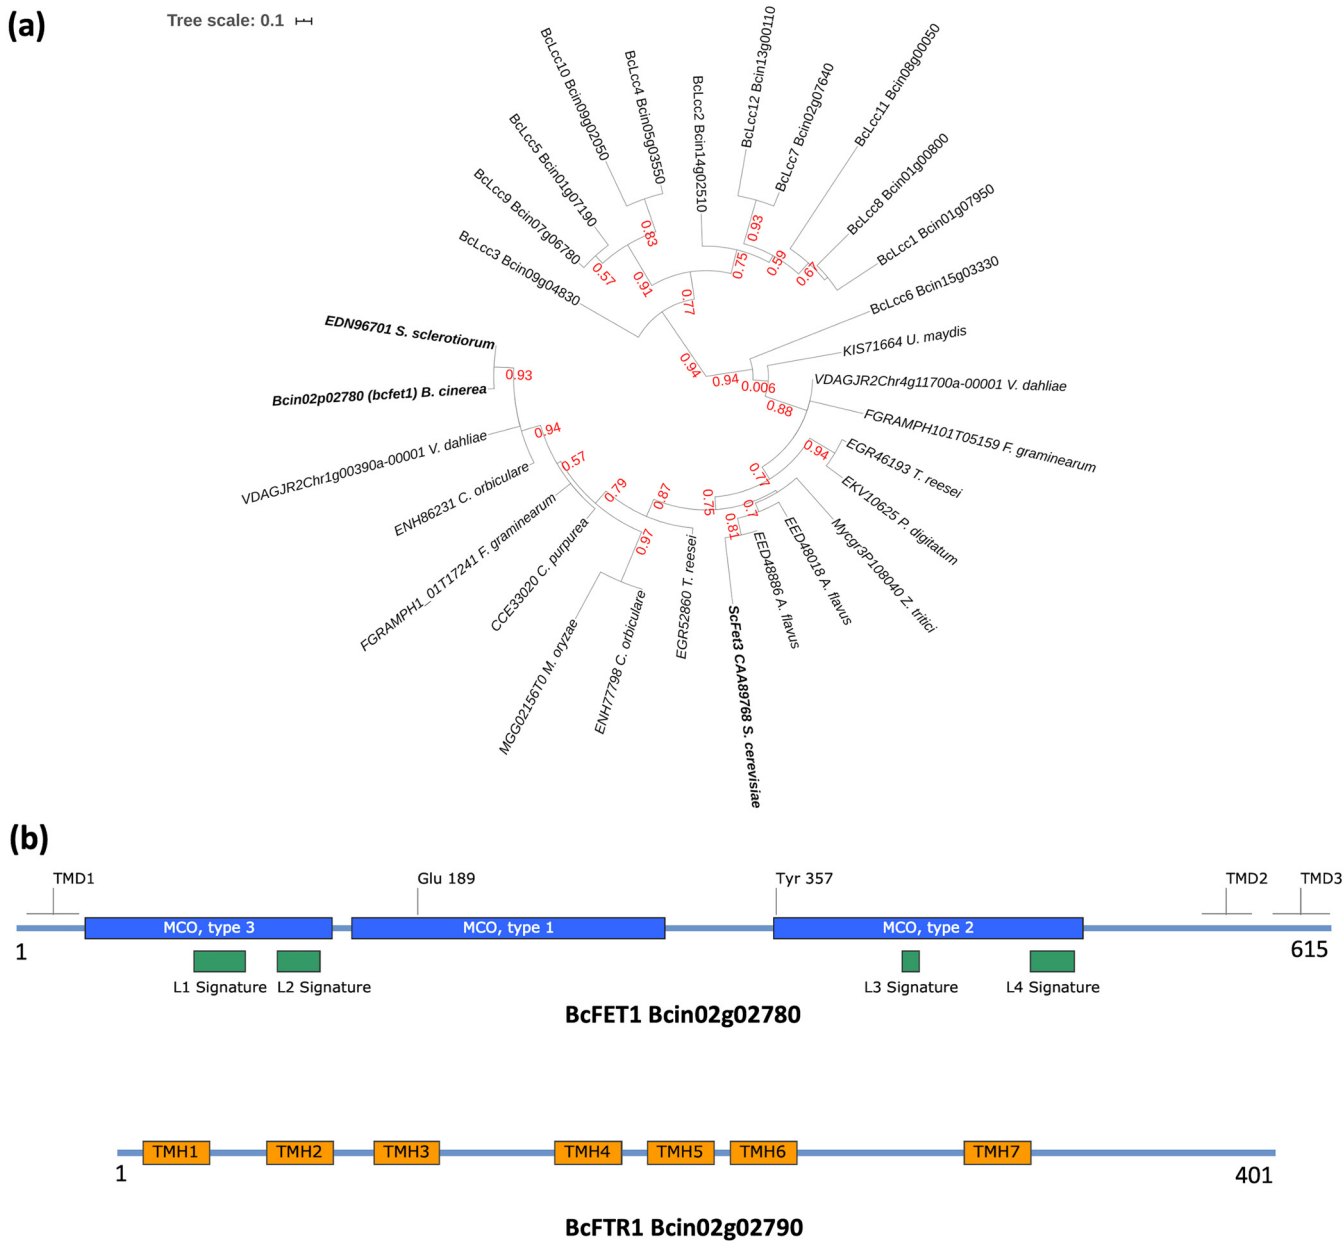 (a)
Tree scale: 0.1
BcLcc10 Bcin09g02050
BcLcc4 Bcin05g03550
BcLcc2 Bcin14g02510
BcLcc12 Bcin13g00110
BcLcc7 Bcin02g07640
BcLcc11 Bcin08g00050
BcLcc8 Bcin01g00800
BcLcc1 Bcin01g07950
BcLcc6 Bcin15g03330
KIS71664 U. maydis
VDAGJR2Chr4g11700a-00001 V. dahliae
FGRAMPH101T05159 F. graminearum
EGR46193 T. reesei
EKV10625 P. digitatum
Mycgr3P108040 Z. tritici
EED48018 A. flavus
EED48886 A. flavus
ScFet3 CAA89768 S. cerevisiae
EGR52860 T. reesei
ENH77798 C. orbiculare
MGG02156T0 M. oryzae
CCE33020 C. purpurea
FGRAMPH1_01T17241 F. graminearum
ENH86231 C. orbiculare
VDAGJR2Chr1g00390a-00001 V. dahliae
Bcin02p02780 (bcfet1) B. cinerea
EDN96701 S. sclerotiorum
BcLcc3 Bcin09g04830
BcLcc9 Bcin07g06780
BcLcc5 Bcin01g07190
0.83
0.57
0.91
0.77
0.75
0.93
0.59
0.67
0.94
0.94
0.006
0.88
0.94
0.77
0.75
0.7
0.81
0.87
0.97
0.79
0.57
0.94
0.93
(b)
TMD1
Glu 189
Tyr 357
TMD2
TMD3
MCO, type 3
MCO, type 1
MCO, type 2
1
615
L1 Signature
L2 Signature
L3 Signature
L4 Signature
BcFET1 Bcin02g02780
TMH1
TMH2
TMH3
TMH4
TMH5
TMH6
TMH7
1
401
BcFTR1 Bcin02g02790